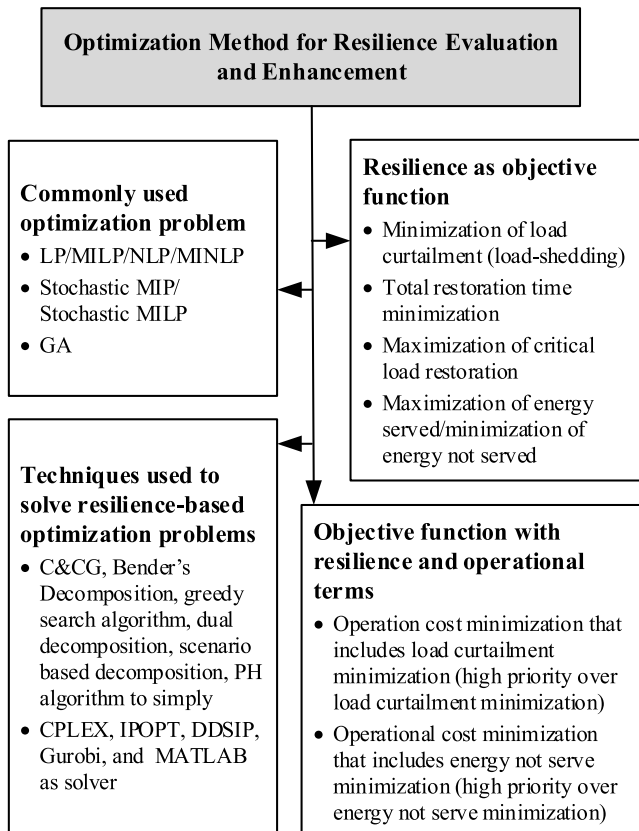 Optimization Method for Resilience Evaluation
and Enhancement
Commonly used
optimization problem
• LP/MILP/NLP/MINLP
• Stochastic MIP/
Stochastic MILP
• GA
Resilience as objective
function
• Minimization of load
curtailment (load-shedding)
• Total restoration time
minimization
• Maximization of critical
load restoration
• Maximization of energy
served/minimization of
energy not served
Techniques used to
solve resilience-based
optimization problems
• C&CG, Bender's
Decomposition, greedy
search algorithm, dual
decomposition, scenario
based decomposition, PH
algorithm to simply
• CPLEX, IPOPT, DDSIP,
Gurobi, and MATLAB
as solver
Objective function with
resilience and operational
terms
• Operation cost minimization that
includes load curtailment
minimization (high priority over
load curtailment minimization)
• Operational cost minimization
that includes energy not serve
minimization (high priority over
energy not serve minimization)